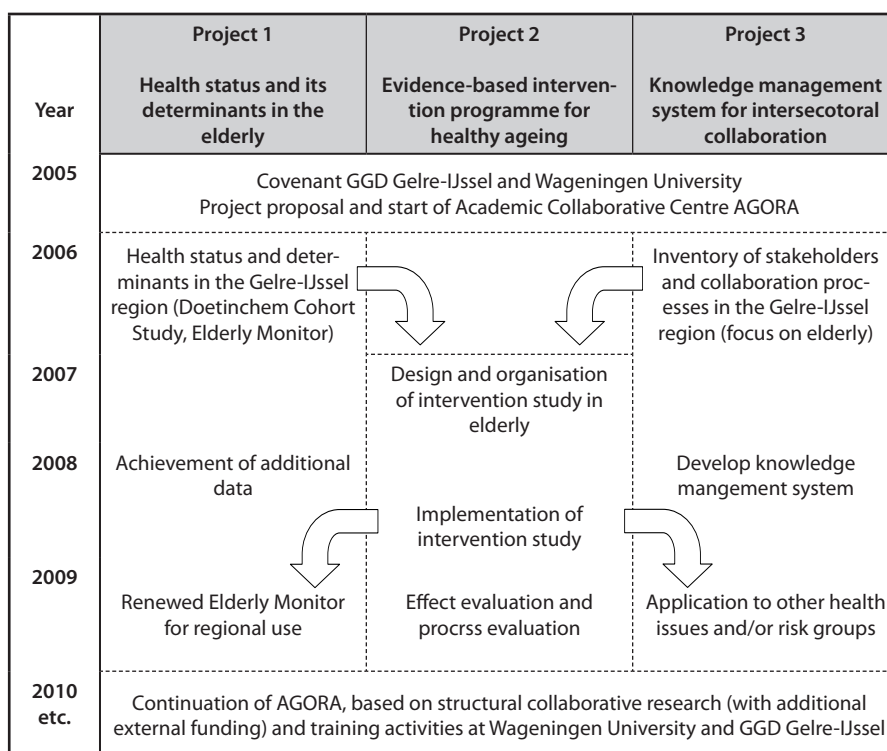 Year
Project 1
Health status and its
determinants in the
elderly
Project 2
Evidence-based interven-
tion programme for
healthy ageing
Project 3
Knowledge management
system for intersecotoral
collaboration
2005
Covenant GGD Gelre-IJssel and Wageningen University
Project proposal and start of Academic Collaborative Centre AGORA
2006
Health status and deter-
minants in the Gelre-IJssel
region (Doetinchem Cohort
Study, Elderly Monitor)
Inventory of stakeholders
and collaboration proc-
esses in the Gelre-IJssel
region (focus on elderly)
2007
Design and organisation
of intervention study in
elderly
2008
Achievement of additional
data
Develop knowledge
mangement system
Implementation of
intervention study
2009
Renewed Elderly Monitor
for regional use
Effect evaluation and
procrss evaluation
Application to other health
issues and/or risk groups
2010
etc.
Continuation of AGORA, based on structural collaborative research (with additional
external funding) and training activities at Wageningen University and GGD Gelre-IJssel